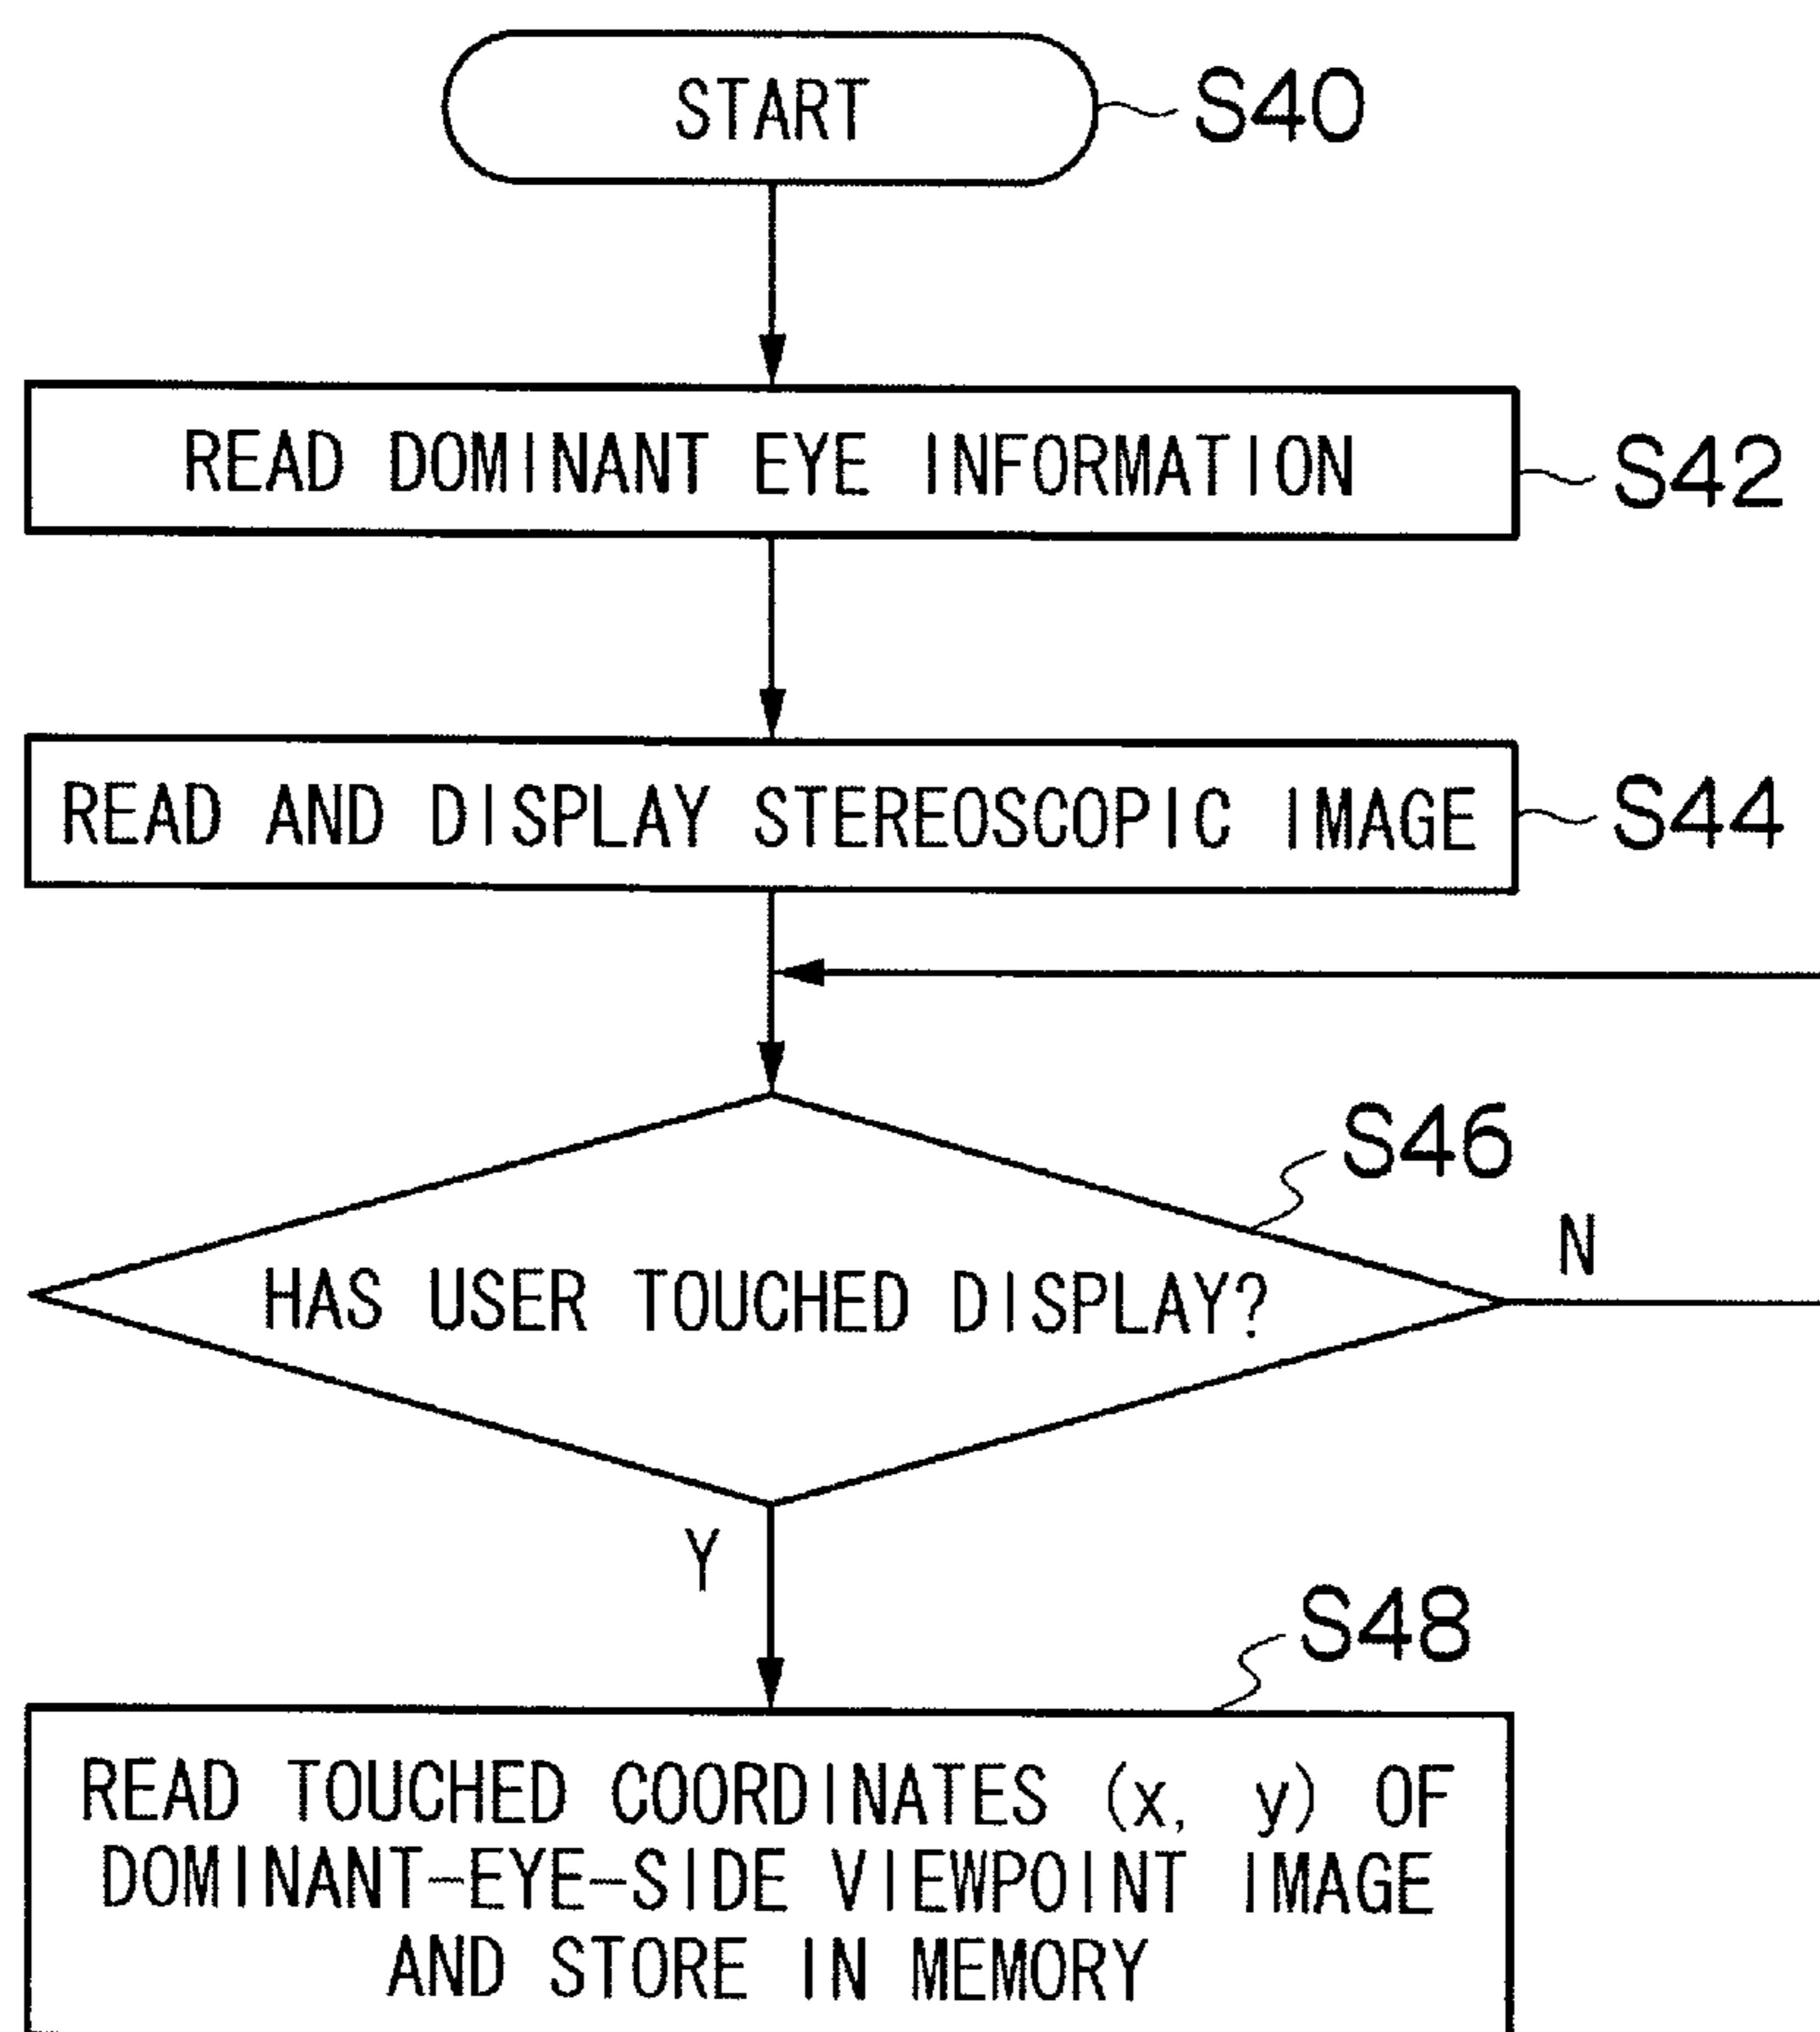 START
S40
READ DOMINANT EYE INFORMATION
S42
READ AND DISPLAY STEREOSCOPIC IMAGE
S44
S46
HAS USER TOUCHED DISPLAY?
N
Y
S48
READ TOUCHED COORDINATES (x, y) OF
DOMINANT-EYE-SIDE VIEWPOINT IMAGE
AND STORE IN MEMORY